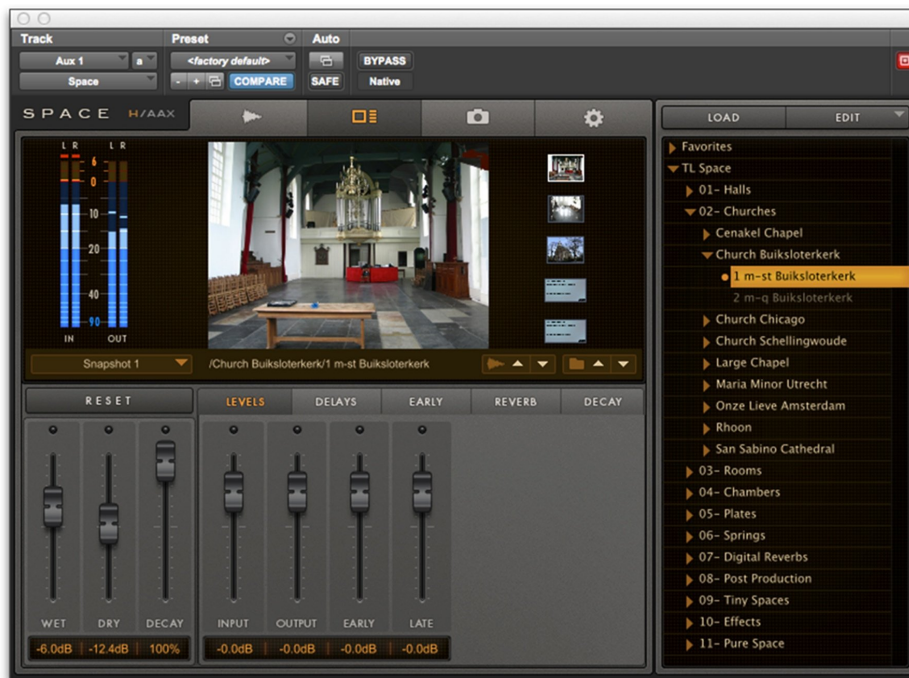 Track Preset Auto
Aux 1 a <factory default> BYPASS
Space - + COMPARE SAFE Native
SPACE H/AAX
LOAD EDIT
L R L R
6
0
10
20
40
90
IN OUT
Snapshot 1 /Church Buiksloterkerk/1 m-st Buiksloterkerk
RESET LEVELS DELAYS EARLY REVERB DECAY
WET DRY DECAY INPUT OUTPUT EARLY LATE
-6.0dB -12.4dB 100% -0.0dB -0.0dB -0.0dB -0.0dB
Favorites
TL Space
01- Halls
02- Churches
Cenakel Chapel
Church Buiksloterkerk
1 m-st Buiksloterkerk
2 m-q Buiksloterkerk
Church Chicago
Church Schellingwoude
Large Chapel
Maria Minor Utrecht
Onze Lieve Amsterdam
Rhoon
San Sabino Cathedral
03- Rooms
04- Chambers
05- Plates
06- Springs
07- Digital Reverbs
08- Post Production
09- Tiny Spaces
10- Effects
11- Pure Space